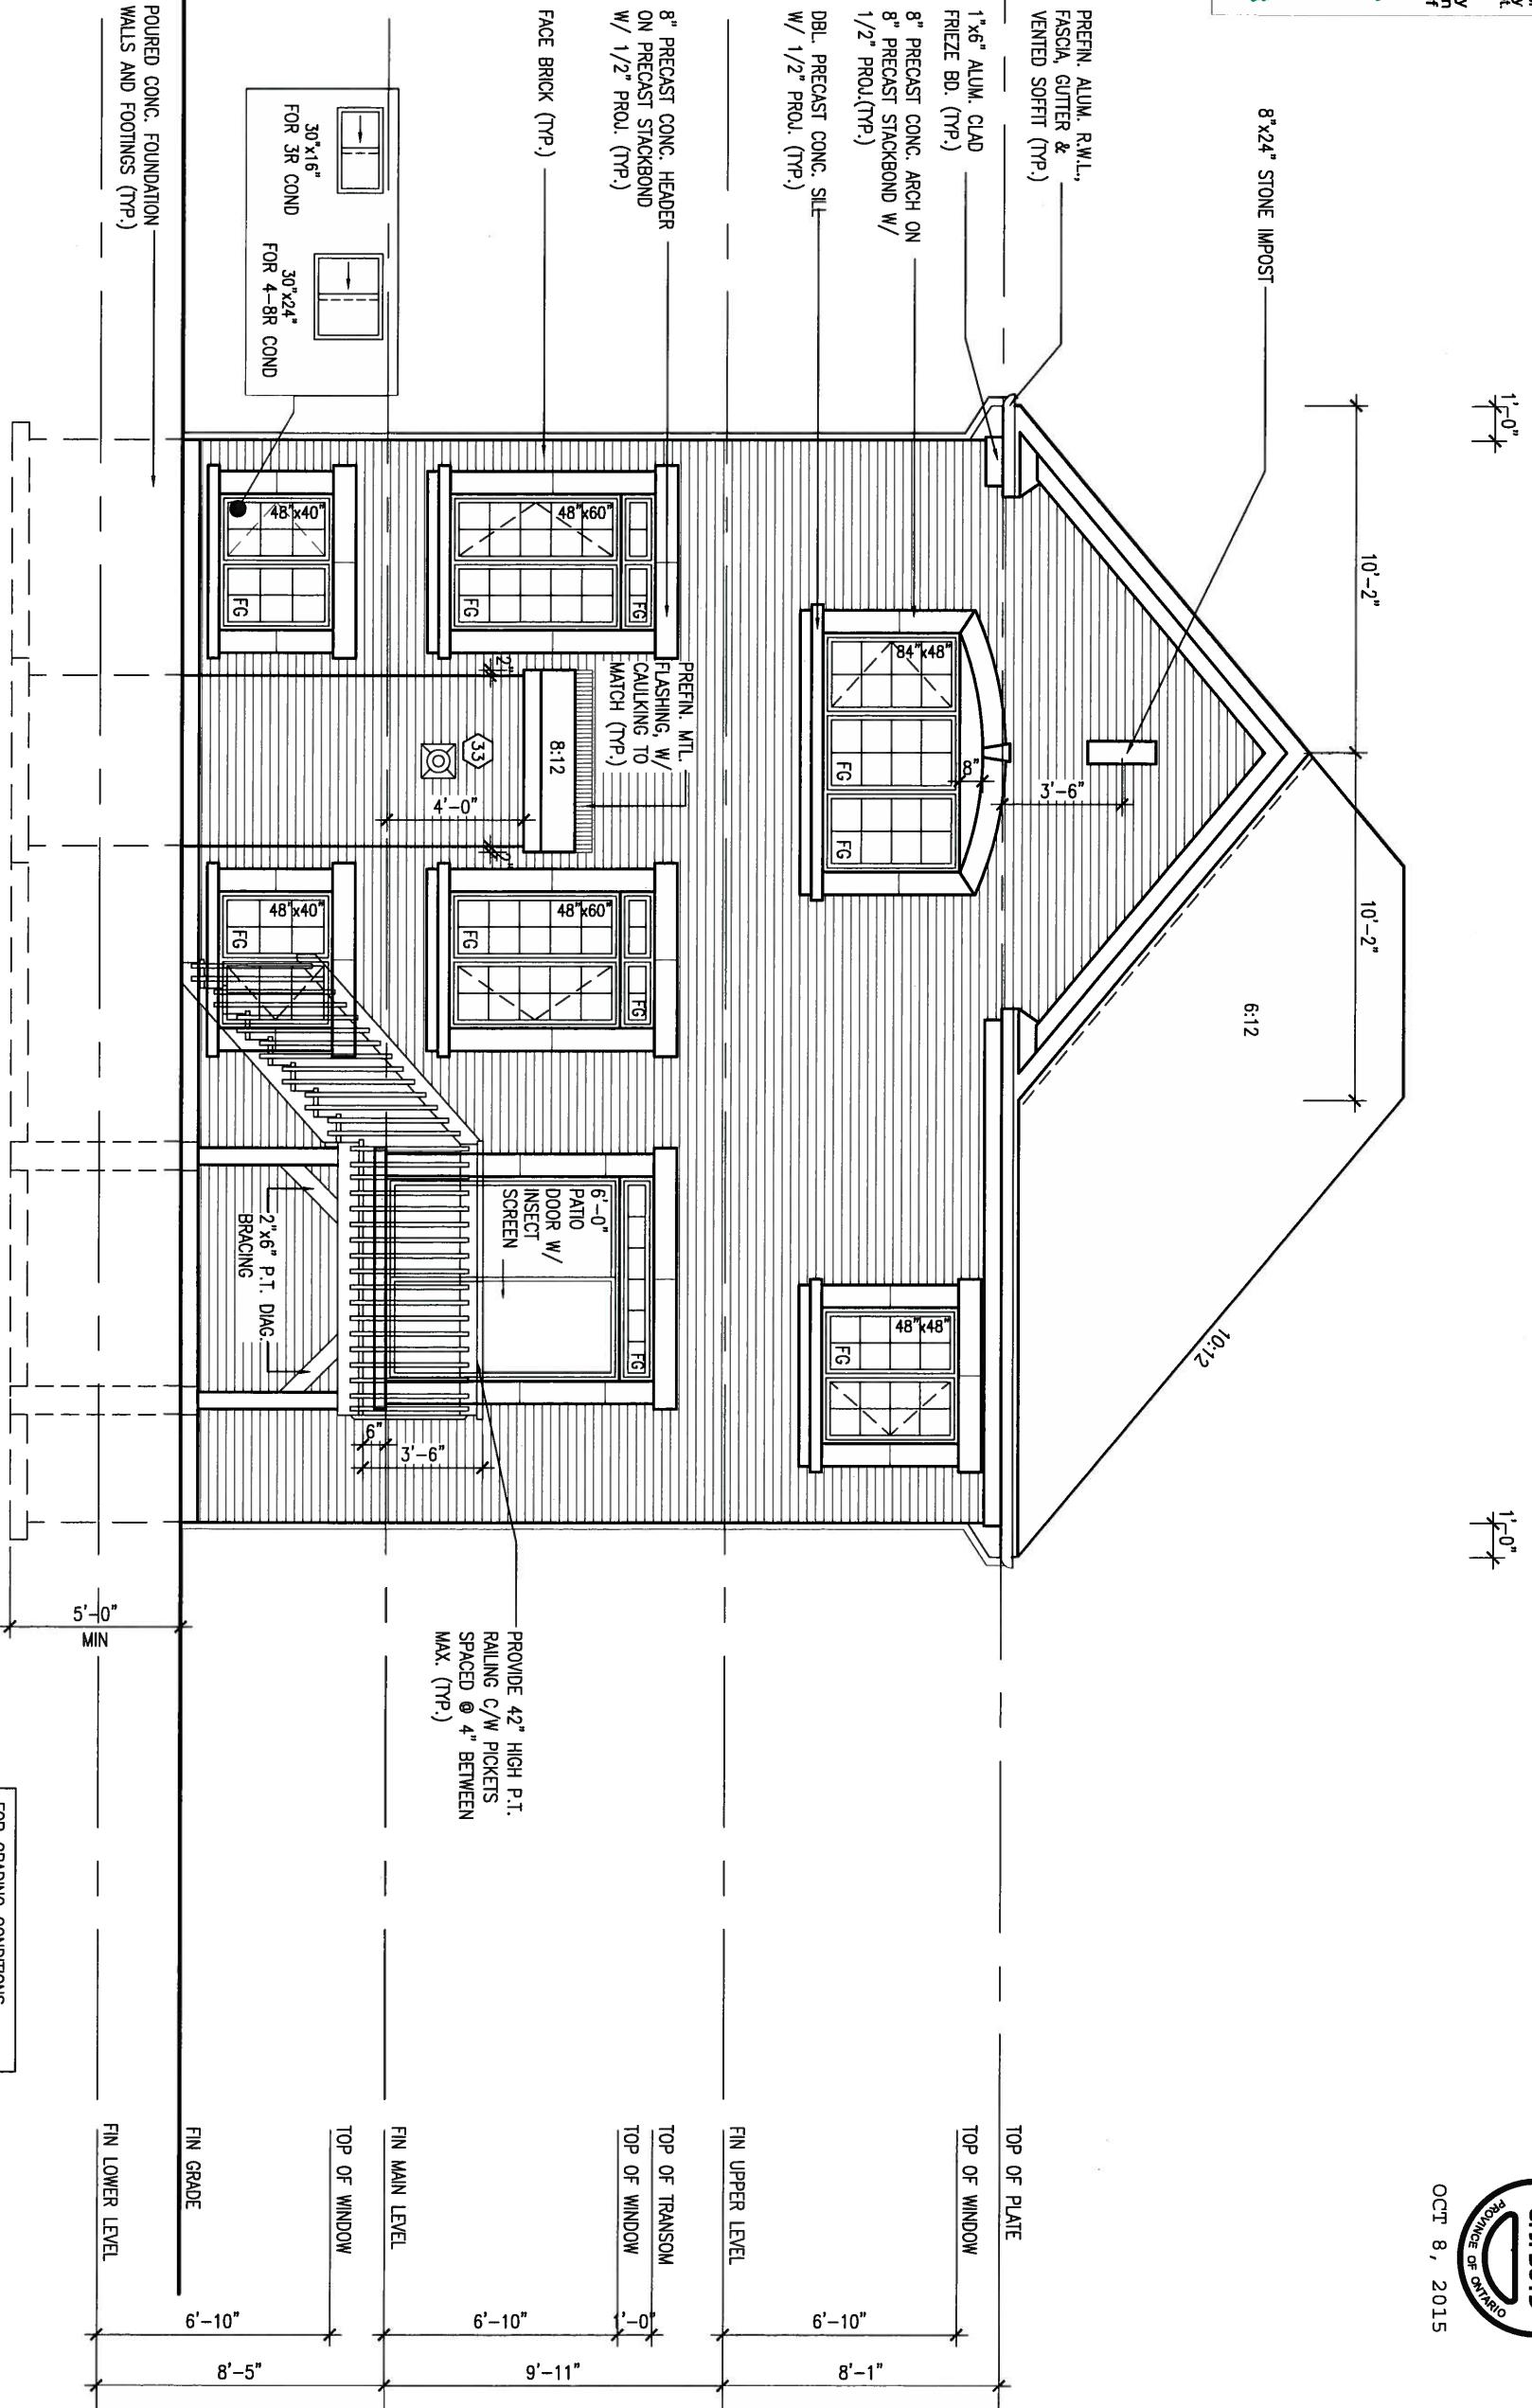 1'-0"
10'-2"
10'-2"
1'-0"
OCT 8, 2015
PROVINCE OF ONTARIO
8"x24" STONE IMPOST
6:12
10:12
PREFIN. ALUM. R.W.L.,
FASCIA, GUTTER &
VENTED SOFFIT (TYP.)
1"x6" ALUM. CLAD
FRIEZE BD. (TYP.)
8" PRECAST CONC. ARCH ON
8" PRECAST STACKBOND W/
1/2" PROJ.(TYP.)
DBL. PRECAST CONC. SILL
W/ 1/2" PROJ. (TYP.)
8" PRECAST CONC. HEADER
ON PRECAST STACKBOND
W/ 1/2" PROJ. (TYP.)
FACE BRICK (TYP.)
30"x16"
FOR 3R COND
30"x24"
FOR 4-8R COND
POURED CONC. FOUNDATION
WALLS AND FOOTINGS (TYP.)
3'-6"
8"
84"x48"
FG
FG
48"x48"
FG
PREFIN. MTL.
FLASHING, W/
CAULKING TO
MATCH (TYP.)
8:12
33
4'-0"
2"
2"
48"x60"
FG
FG
48"x60"
FG
FG
48"x40"
FG
48"x40"
FG
FG
6'-0"
PATIO
DOOR W/
INSECT
SCREEN
2"x6" P.T. DIAG.
BRACING
6"
3'-6"
PROVIDE 42" HIGH P.T.
RAILING C/W PICKETS
SPACED @ 4" BETWEEN
MAX. (TYP.)
5'-0"
MIN
TOP OF PLATE
TOP OF WINDOW
FIN UPPER LEVEL
TOP OF TRANSOM
TOP OF WINDOW
FIN MAIN LEVEL
TOP OF WINDOW
FIN GRADE
FIN LOWER LEVEL
6'-10"
1'-0"
6'-10"
6'-10"
8'-1"
9'-11"
8'-5"